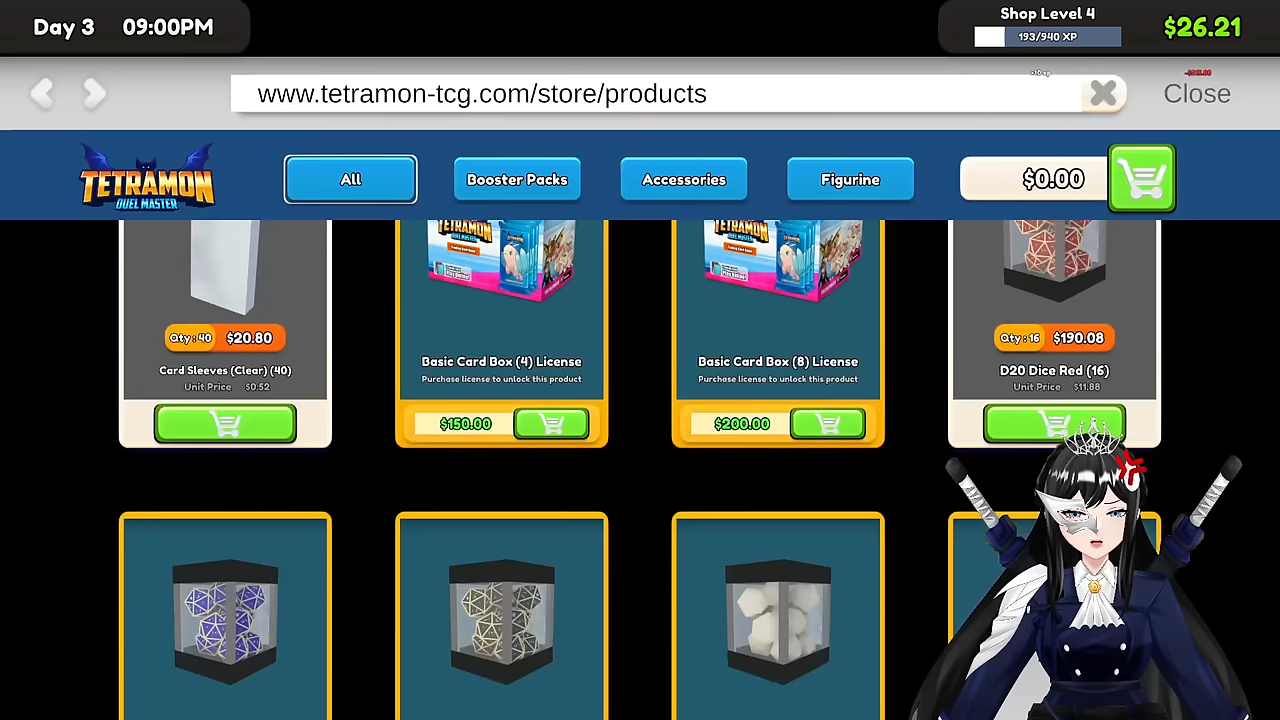 Day 3 09:00PM
Shop Level 4
193/940 XP
$26.21
+10 xp
www.tetramon-tcg.com/store/products
Close
TETRAMON
DUEL MASTER
All
Booster Packs
Accessories
Figurine
$0.00
TETRAMON
TETRAMON
Qty : 40 $20.80
Card Sleeves (Clear) (40)
Unit Price $0.52
Basic Card Box (4) License
Purchase license to unlock this product
$150.00
Basic Card Box (8) License
Purchase license to unlock this product
$200.00
Qty : 16 $190.08
D20 Dice Red (16)
Unit Price $11.88